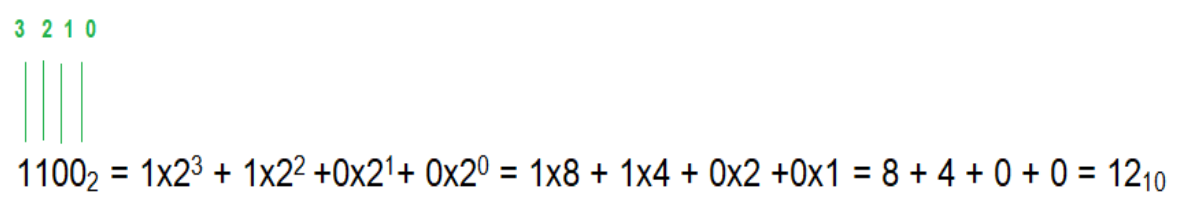 3 2 1 0
1100₂ = 1x2³ + 1x2² +0x2¹+ 0x2⁰ = 1x8 + 1x4 + 0x2 +0x1 = 8 + 4 + 0 + 0 = 12₁₀